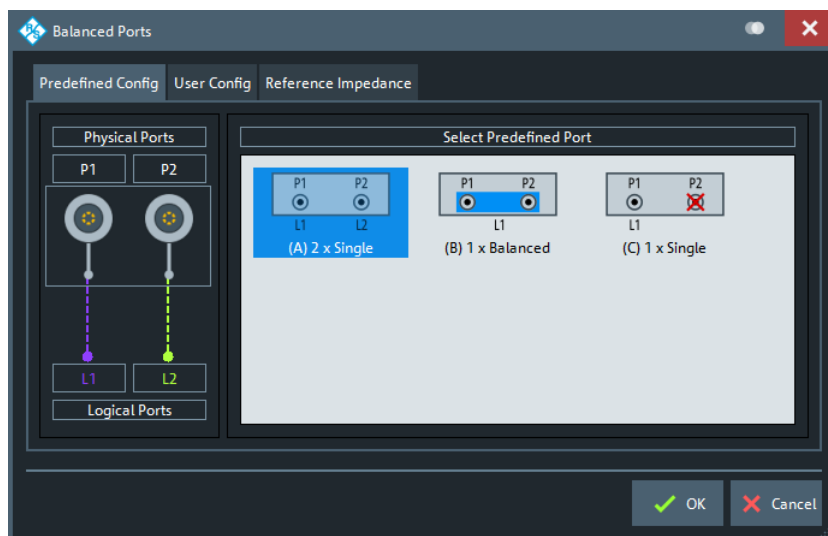 Balanced Ports
Predefined Config User Config Reference Impedance
Physical Ports
P1 P2
L1 L2
Logical Ports
Select Predefined Port
P1 P2
L1 L2
(A) 2 x Single
P1 P2
L1
(B) 1 x Balanced
P1 P2
L1
(C) 1 x Single
OK Cancel